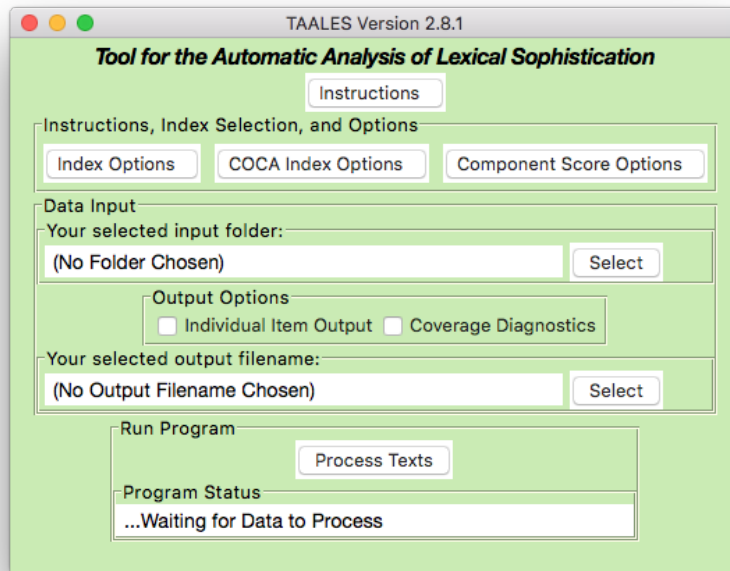 TAALES Version 2.8.1
Tool for the Automatic Analysis of Lexical Sophistication
Instructions
Instructions, Index Selection, and Options
Index Options COCA Index Options Component Score Options
Data Input
Your selected input folder:
(No Folder Chosen) Select
Output Options
Individual Item Output Coverage Diagnostics
Your selected output filename:
(No Output Filename Chosen) Select
Run Program
Process Texts
Program Status
...Waiting for Data to Process